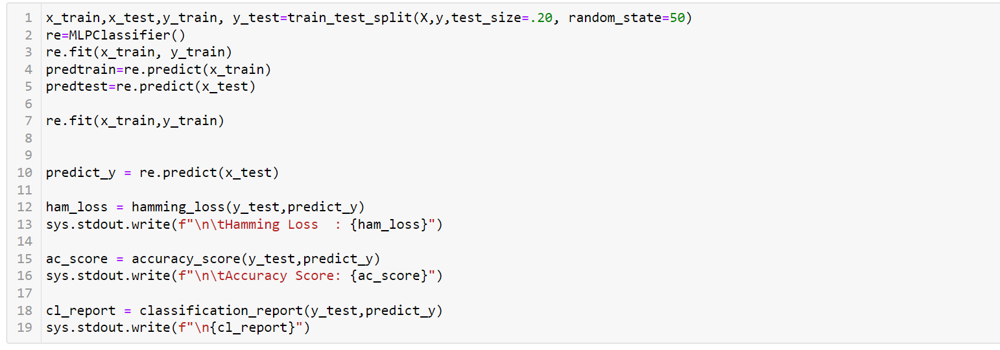 1 x_train,x_test,y_train, y_test=train_test_split(X,y,test_size=.20, random_state=50)
2 re=MLPClassifier()
3 re.fit(x_train, y_train)
4 predtrain=re.predict(x_train)
5 predtest=re.predict(x_test)
6
7 re.fit(x_train,y_train)
8
9
10 predict_y = re.predict(x_test)
11
12 ham_loss = hamming_loss(y_test,predict_y)
13 sys.stdout.write(f"\n\tHamming Loss  : {ham_loss}")
14
15 ac_score = accuracy_score(y_test,predict_y)
16 sys.stdout.write(f"\n\tAccuracy Score: {ac_score}")
17
18 cl_report = classification_report(y_test,predict_y)
19 sys.stdout.write(f"\n{cl_report}")